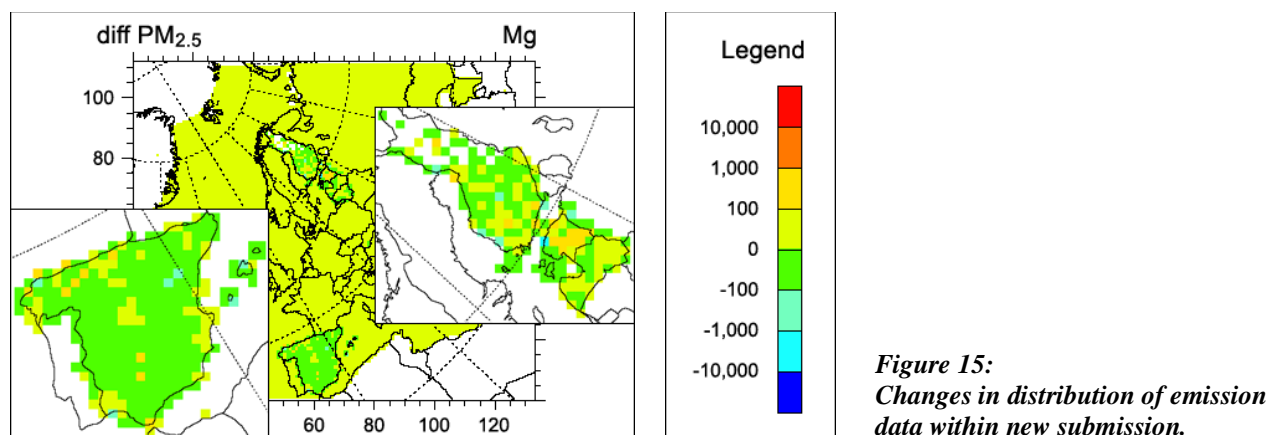 diff PM2.5
Mg
100
80
60
80
100
120
Legend
10,000
1,000
100
0
-100
-1,000
-10,000
Figure 15:
Changes in distribution of emission
data within new submission.